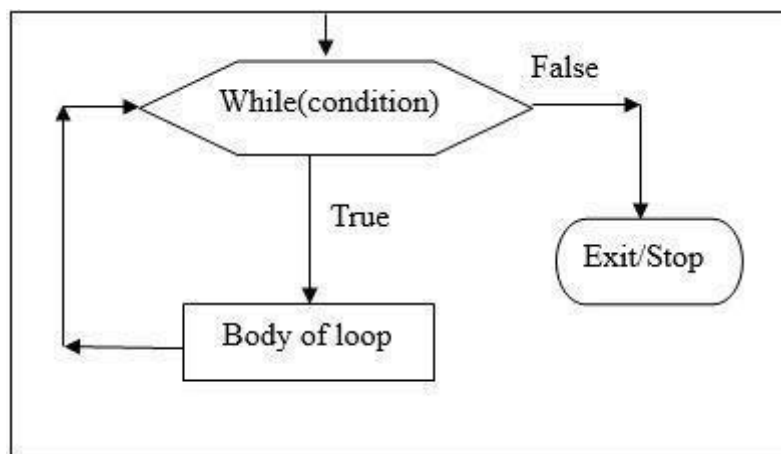 While(condition)
False
True
Exit/Stop
Body of loop